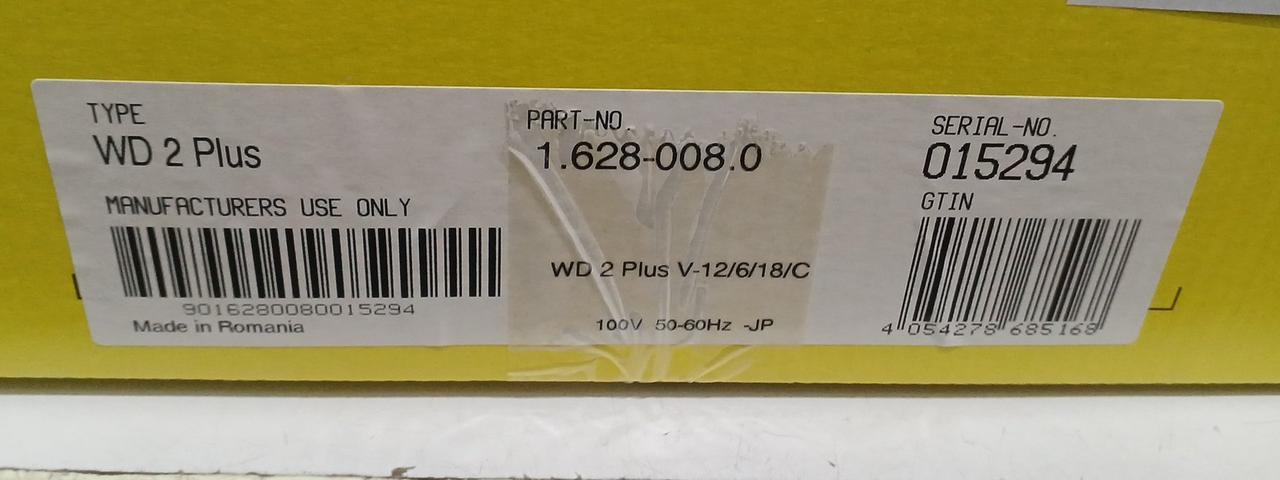 TYPE
WD 2 Plus
MANUFACTURERS USE ONLY
9016280080015294
Made in Romania
PART-NO.
1.628-008.0
WD 2 Plus V-12/6/18/C
100V 50-60Hz -JP
SERIAL-NO.
015294
GTIN
4 054278 685168